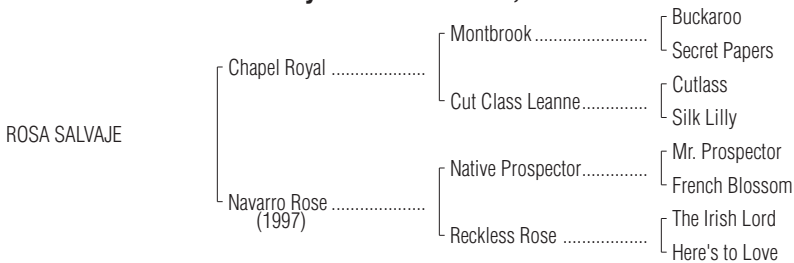 Buckaroo
Montbrook
Secret Papers
Chapel Royal
Cutlass
Cut Class Leanne
Silk Lilly
ROSA SALVAJE
Mr. Prospector
Native Prospector
French Blossom
Navarro Rose
(1997)
The Irish Lord
Reckless Rose
Here's to Love